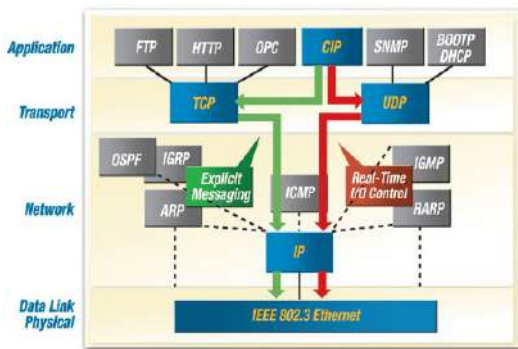 Application
FTP
HTTP
OPC
CIP
SNMP
BOOTP
DHCP
Transport
TCP
UDP
OSPF
IGRP
Explicit
Messaging
ICMP
Real-Time
I/O Control
IGMP
Network
ARP
RARP
IP
Data Link
Physical
IEEE 802.3 Ethernet